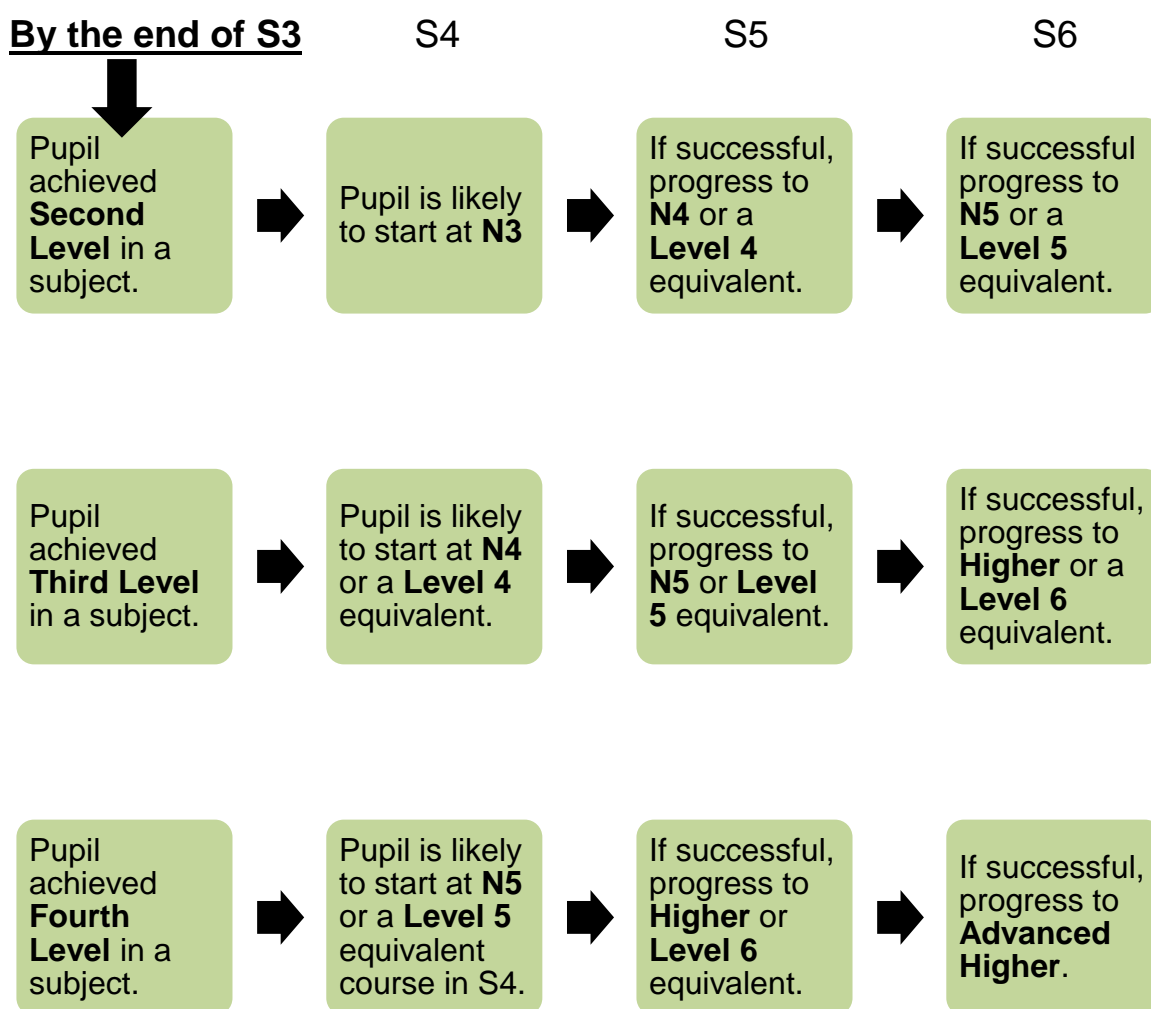 By the end of S3
S4
S5
S6
Pupil
achieved
Second
Level in a
subject.
Pupil is likely
to start at N3
If successful,
progress to
N4 or a
Level 4
equivalent.
If successful
progress to
N5 or a
Level 5
equivalent.
Pupil
achieved
Third Level
in a subject.
Pupil is likely
to start at N4
or a Level 4
equivalent.
If successful,
progress to
N5 or Level
5 equivalent.
If successful,
progress to
Higher or a
Level 6
equivalent.
Pupil
achieved
Fourth
Level in a
subject.
Pupil is likely
to start at N5
or a Level 5
equivalent
course in S4.
If successful,
progress to
Higher or
Level 6
equivalent.
If successful,
progress to
Advanced
Higher.